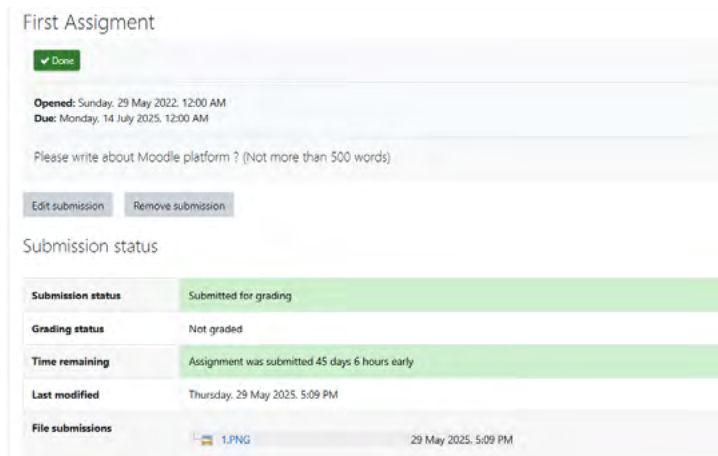 First Assigment
Done
Opened: Sunday, 29 May 2022, 12:00 AM
Due: Monday, 14 July 2025, 12:00 AM
Please write about Moodle platform ? (Not more than 500 words)
Edit submission Remove submission
Submission status
Submission status Submitted for grading
Grading status Not graded
Time remaining Assignment was submitted 45 days 6 hours early
Last modified Thursday, 29 May 2025, 5:09 PM
File submissions
1.PNG 29 May 2025, 5:09 PM